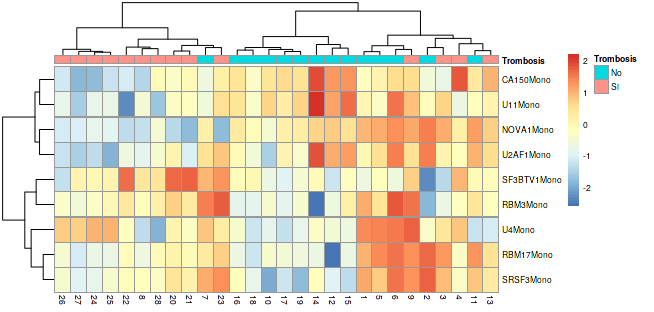 Trombosis
CA150Mono
U11Mono
NOVA1Mono
U2AF1Mono
SF3BTV1Mono
RBM3Mono
U4Mono
RBM17Mono
SRSF3Mono
2
1
0
-1
-2
Trombosis
No
SI
26 27 24 25 22 8 28 20 21 7 23 16 18 10 17 19 14 12 15 1 5 6 9 2 3 4 11 13